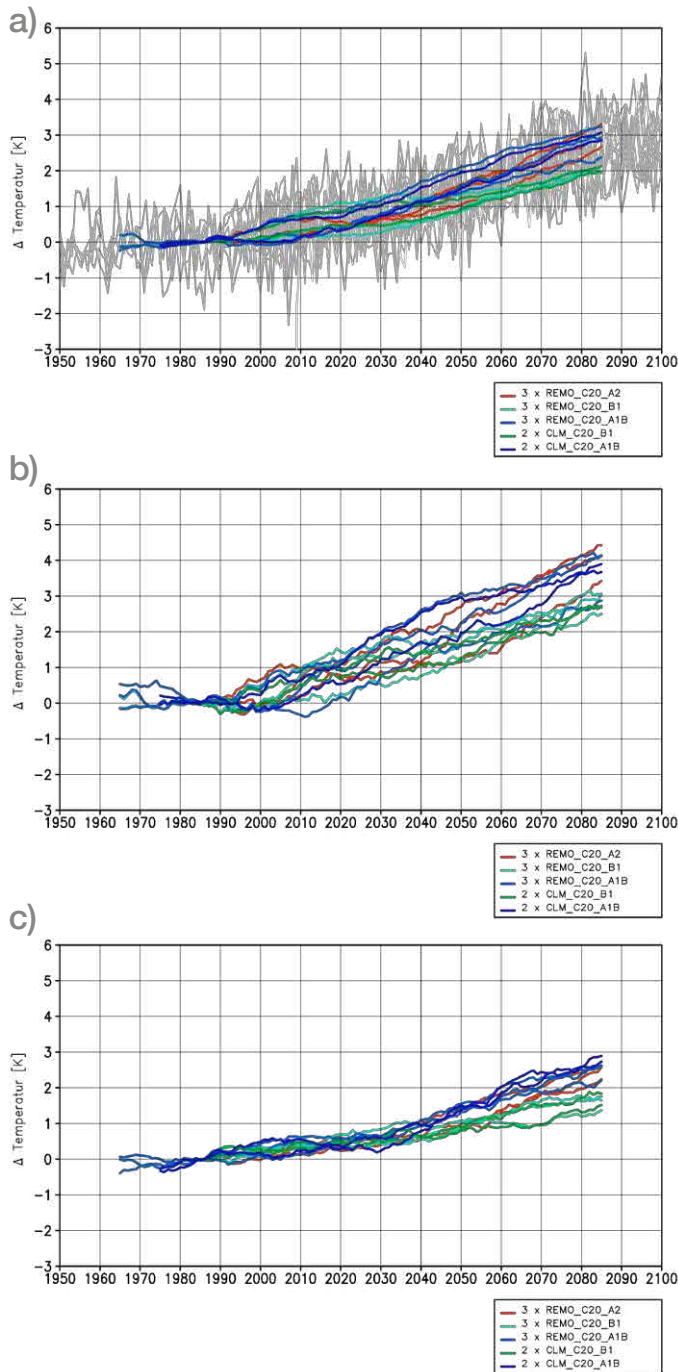 a)
6
5
4
3
2
1
0
-1
-2
-3
Δ Temperatur [K]
1950 1960 1970 1980 1990 2000 2010 2020 2030 2040 2050 2060 2070 2080 2090 2100
3 x REMO_C20_A2
3 x REMO_C20_B1
3 x REMO_C20_A1B
2 x CLM_C20_B1
2 x CLM_C20_A1B
b)
6
5
4
3
2
1
0
-1
-2
-3
Δ Temperatur [K]
1950 1960 1970 1980 1990 2000 2010 2020 2030 2040 2050 2060 2070 2080 2090 2100
3 x REMO_C20_A2
3 x REMO_C20_B1
3 x REMO_C20_A1B
2 x CLM_C20_B1
2 x CLM_C20_A1B
c)
6
5
4
3
2
1
0
-1
-2
-3
Δ Temperatur [K]
1950 1960 1970 1980 1990 2000 2010 2020 2030 2040 2050 2060 2070 2080 2090 2100
3 x REMO_C20_A2
3 x REMO_C20_B1
3 x REMO_C20_A1B
2 x CLM_C20_B1
2 x CLM_C20_A1B